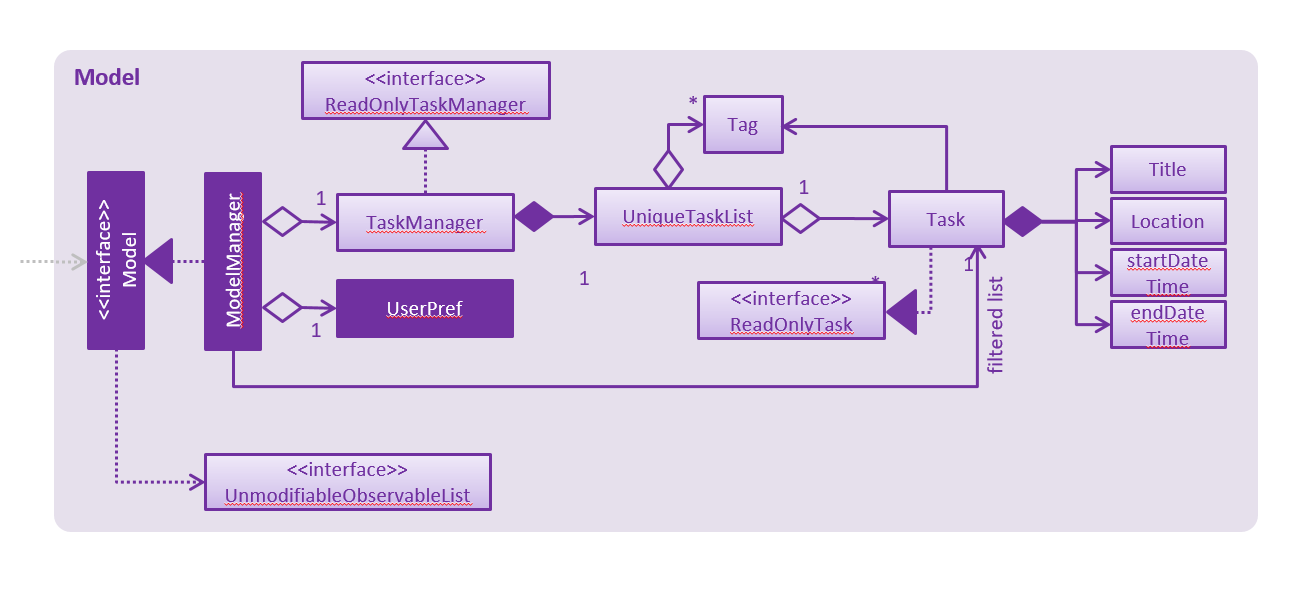 Model
<<interface>>
ReadOnlyTaskManager
*
Tag
Title
<<interface>>
Model
ModelManager
1
TaskManager
UniqueTaskList
1
Task
Location
1
1
startDate
Time
<<interface>>
ReadOnlyTask
*
UserPref
1
filtered list
endDate
Time
<<interface>>
UnmodifiableObservableList